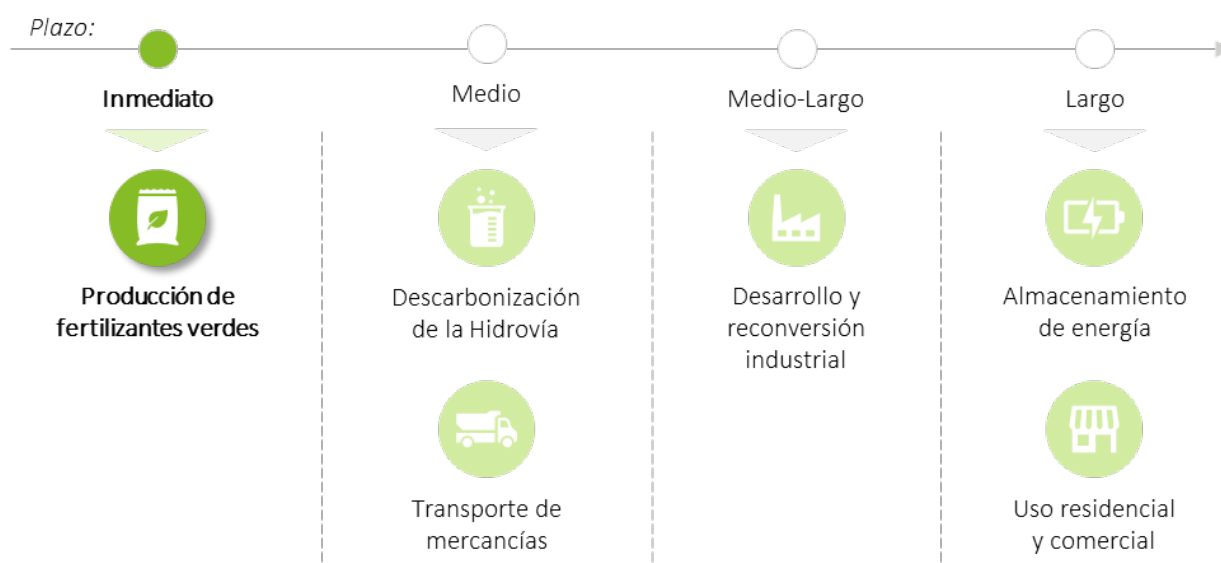 Plazo:
Inmediato
Medio
Medio-Largo
Largo
Producción de
fertilizantes verdes
Descarbonización
de la Hidrovía
Transporte de
mercancías
Desarrollo y
reconversión
industrial
Almacenamiento
de energía
Uso residencial
y comercial